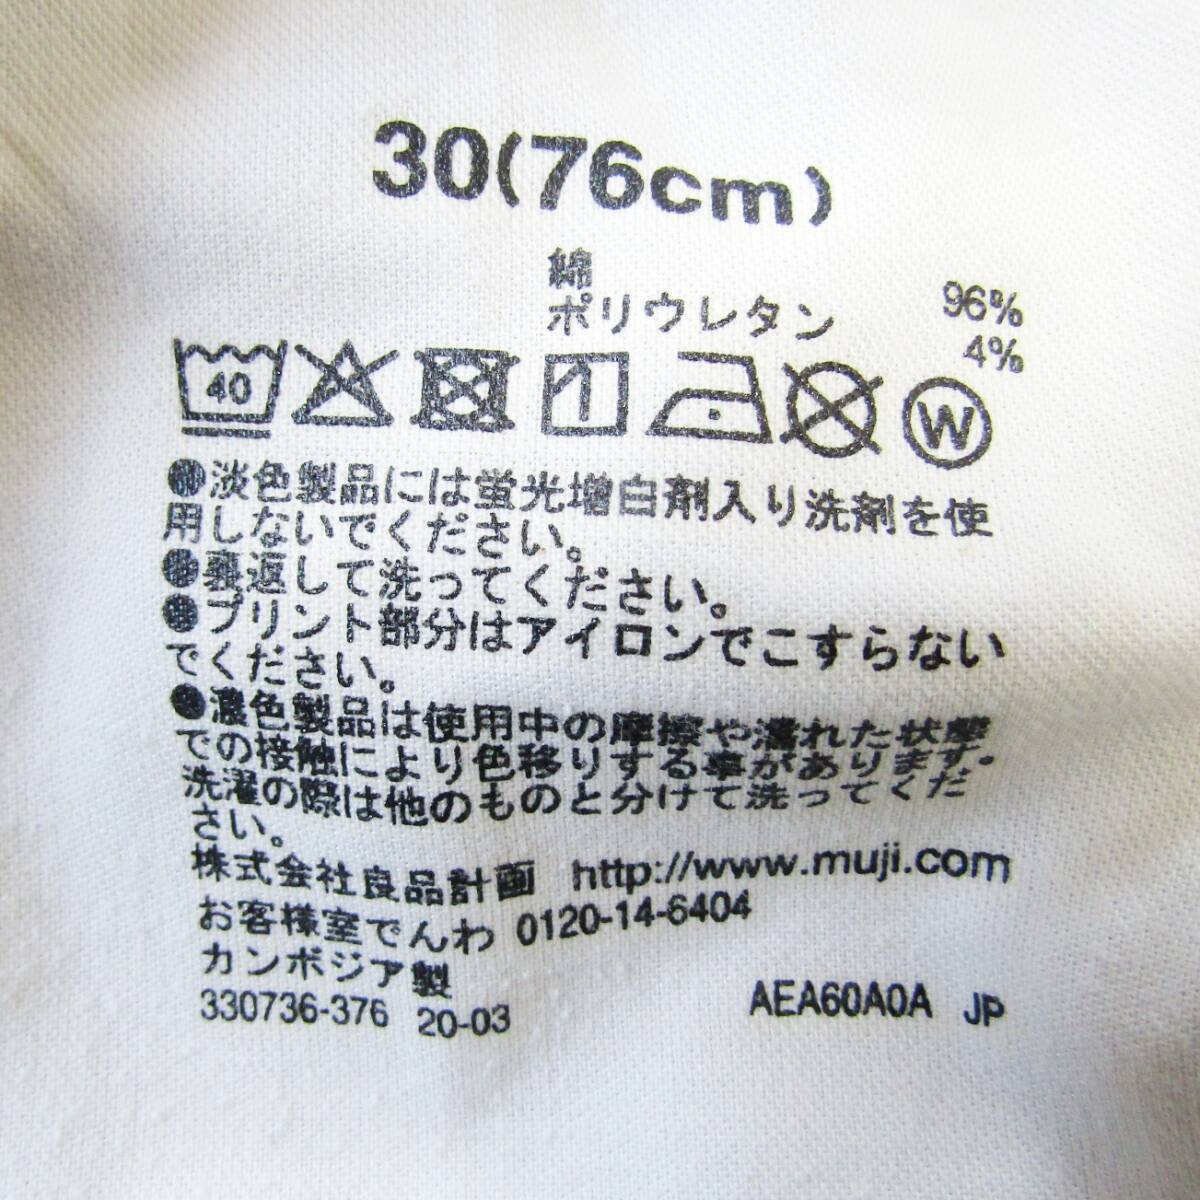 30(76cm)
綿 96%
ポリウレタン 4%
40 W
●淡色製品には蛍光増白剤入り洗剤を使
用しないでください。
●裏返して洗ってください。
●プリント部分はアイロンでこすらない
でください。
●濃色製品は使用中の摩擦や濡れた状態
での接触により色移りする事があります。
洗濯の際は他のものと分けて洗ってくだ
さい。
株式会社良品計画 http://www.muji.com
お客様室でんわ 0120-14-6404
カンボジア製
330736-376 20-03 AEA60A0A JP